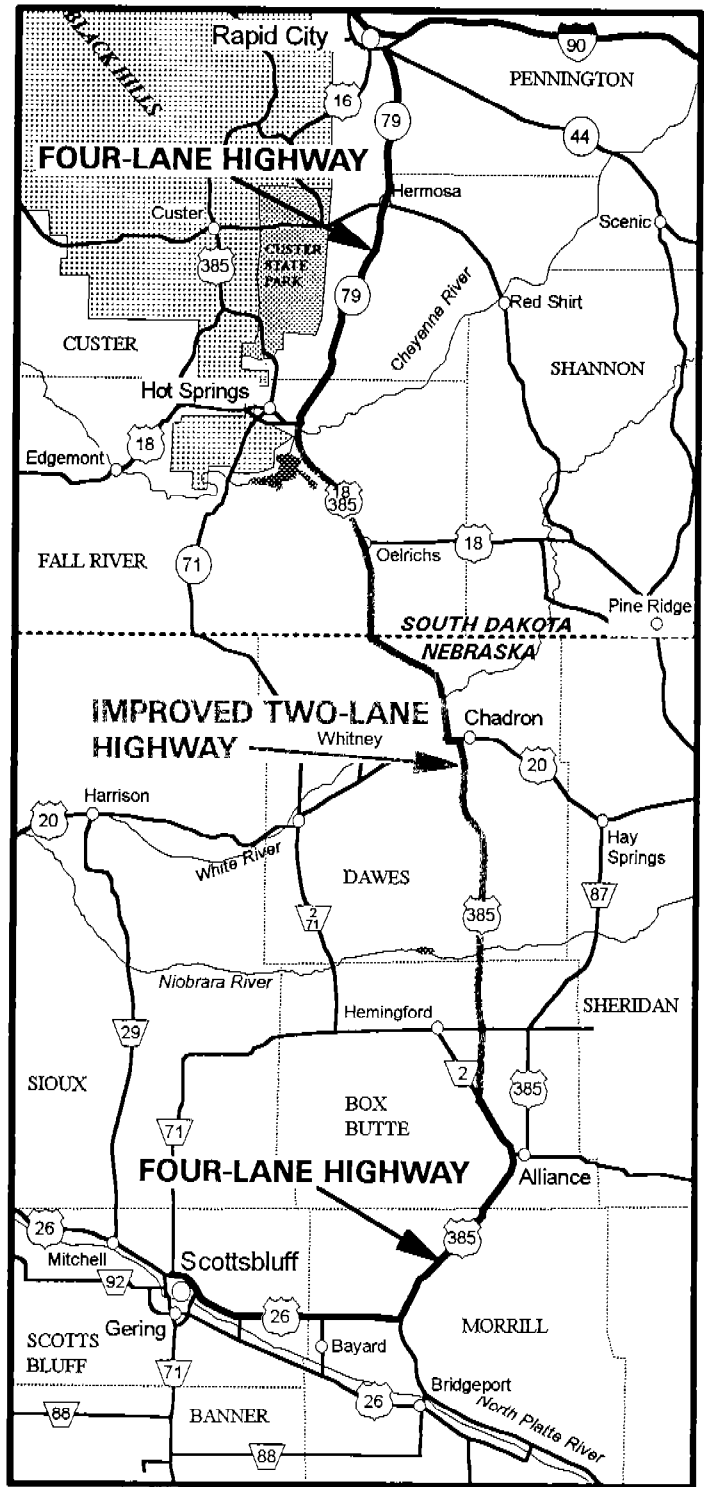 BLACK HILLS
Rapid City
90
PENNINGTON
16
79
44
FOUR-LANE HIGHWAY
Hermosa
Custer
Scenic
385
CUSTER
STATE
PARK
79
Cheyenne River
Red Shirt
CUSTER
SHANNON
Hot Springs
18
Edgemont
18
385
Oelrichs
18
FALL RIVER
71
Pine Ridge
SOUTH DAKOTA
NEBRASKA
IMPROVED TWO-LANE
HIGHWAY
Whitney
Chadron
20
Harrison
20
White River
Hay
Springs
DAWES
87
2
71
385
Niobrara River
SHERIDAN
Hemingford
29
2
SIOUX
385
71
BOX
BUTTE
FOUR-LANE HIGHWAY
Alliance
26
385
Mitchell
Scottsbluff
92
26
MORRILL
Gering
Bayard
SCOTTS
BLUFF
71
Bridgeport
26
North Platte River
88
BANNER
88